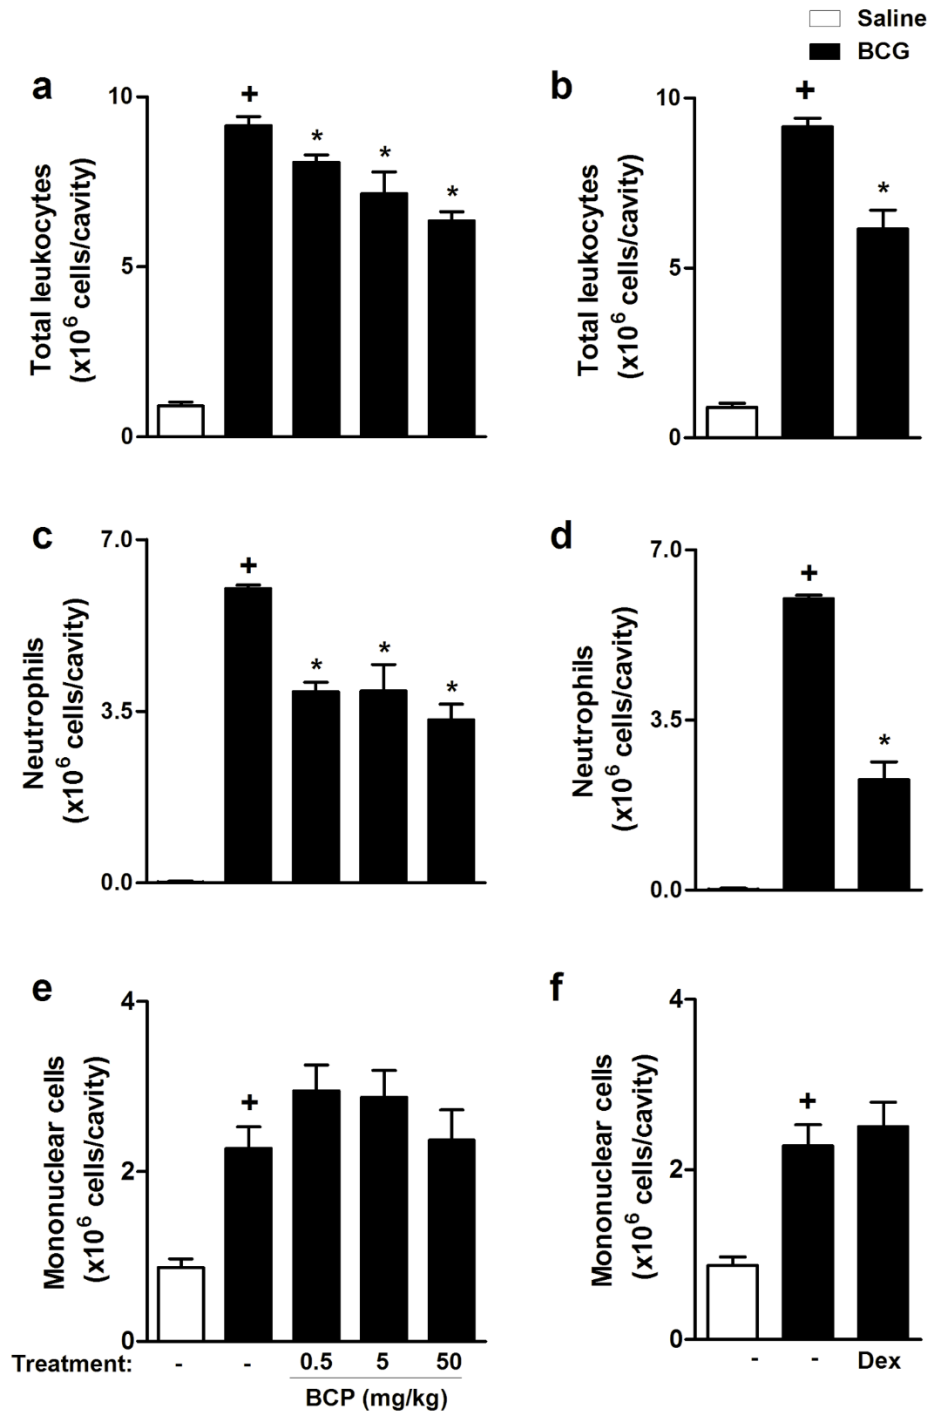 Saline
BCG
a
Total leukocytes
(x10⁶ cells/cavity)
10
5
0
+
*
*
*
b
Total leukocytes
(x10⁶ cells/cavity)
10
5
0
+
*
c
Neutrophils
(x10⁶ cells/cavity)
7.0
3.5
0.0
+
*
*
*
d
Neutrophils
(x10⁶ cells/cavity)
7.0
3.5
0.0
+
*
e
Mononuclear cells
(x10⁶ cells/cavity)
4
2
0
+
Treatment: - - 0.5 5 50
BCP (mg/kg)
f
Mononuclear cells
(x10⁶ cells/cavity)
4
2
0
+
- - Dex